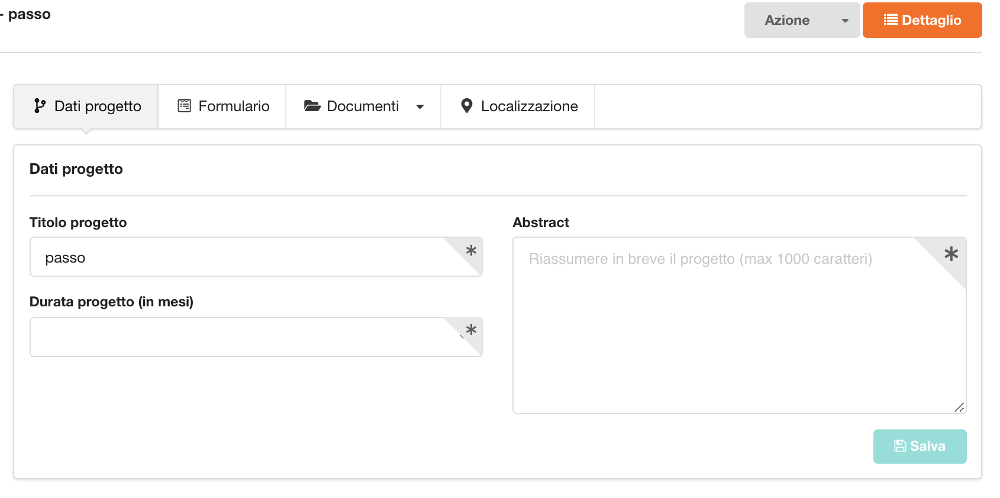 - passo
Azione
Dettaglio
Dati progetto
Formulario
Documenti
Localizzazione
Dati progetto
Titolo progetto
passo *
Durata progetto (in mesi)
*
Abstract
Riassumere in breve il progetto (max 1000 caratteri) *
Salva